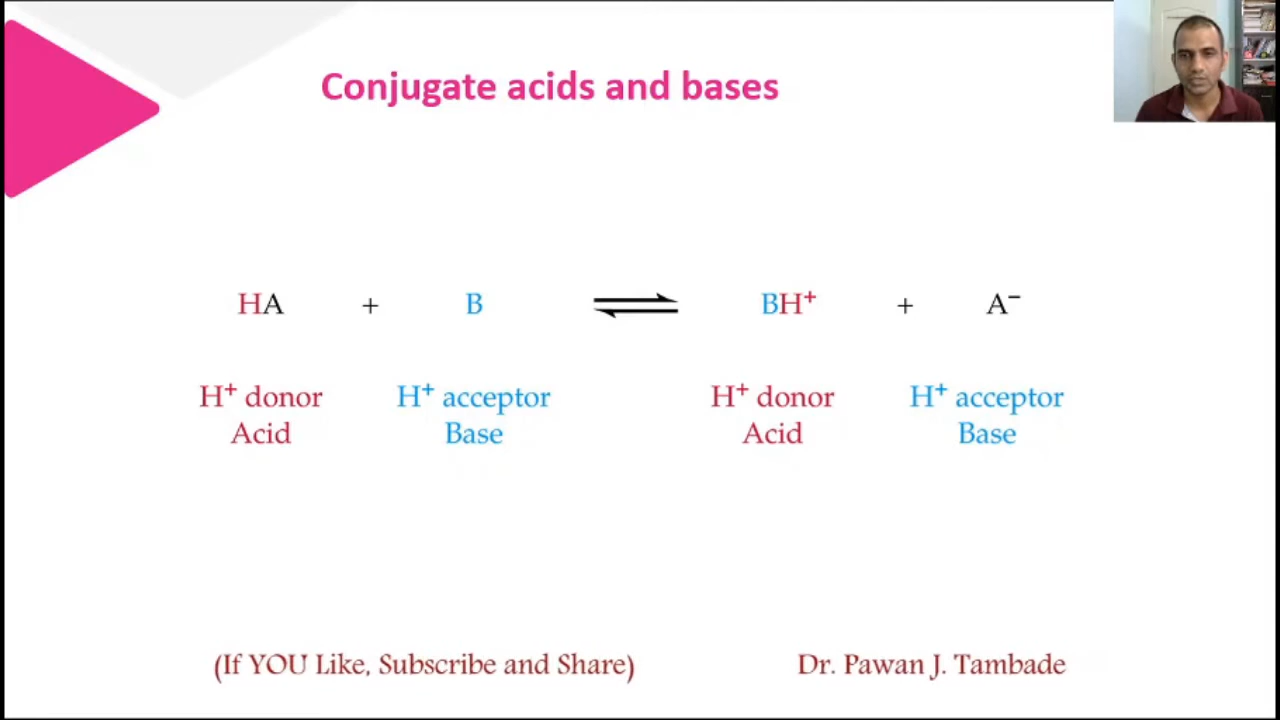 Conjugate acids and bases
HA + B ⇌ BH⁺ + A⁻
H⁺ donor H⁺ acceptor H⁺ donor H⁺ acceptor
Acid Base Acid Base
(If YOU Like, Subscribe and Share) Dr. Pawan J. Tambade